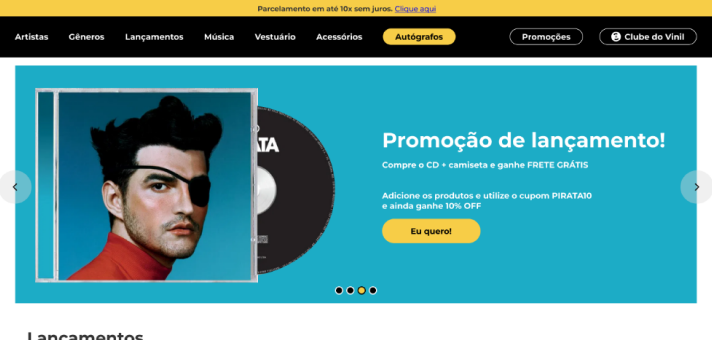 Parcelamento em até 10x sem juros. Clique aqui
Artistas Gêneros Lançamentos Música Vestuário Acessórios Autógrafos Promoções Clube do Vinil
Promoção de lançamento!
Compre o CD + camiseta e ganhe FRETE GRÁTIS
Adicione os produtos e utilize o cupom PIRATA10
e ainda ganhe 10% OFF
Eu quero!
Lançamentos